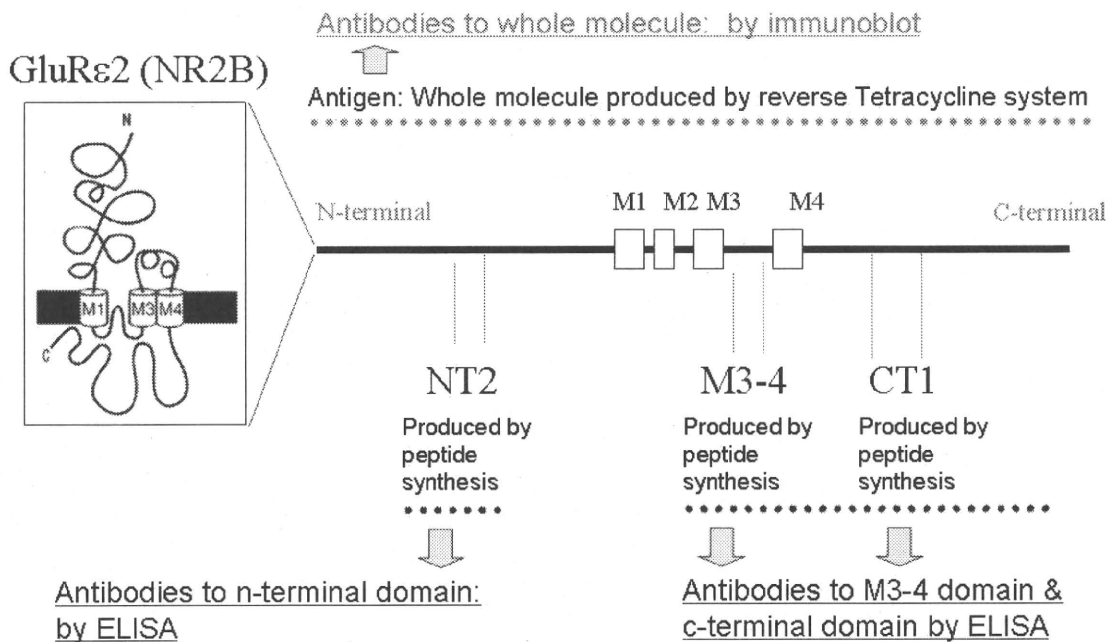 Antibodies to whole molecule: by immunoblot
GluRε2 (NR2B)
Antigen: Whole molecule produced by reverse Tetracycline system
N
M1
M3
M4
C
N-terminal
M1
M2
M3
M4
C-terminal
NT2
M3-4
CT1
Produced by
peptide
synthesis
Produced by
peptide
synthesis
Produced by
peptide
synthesis
Antibodies to n-terminal domain:
by ELISA
Antibodies to M3-4 domain &
c-terminal domain by ELISA